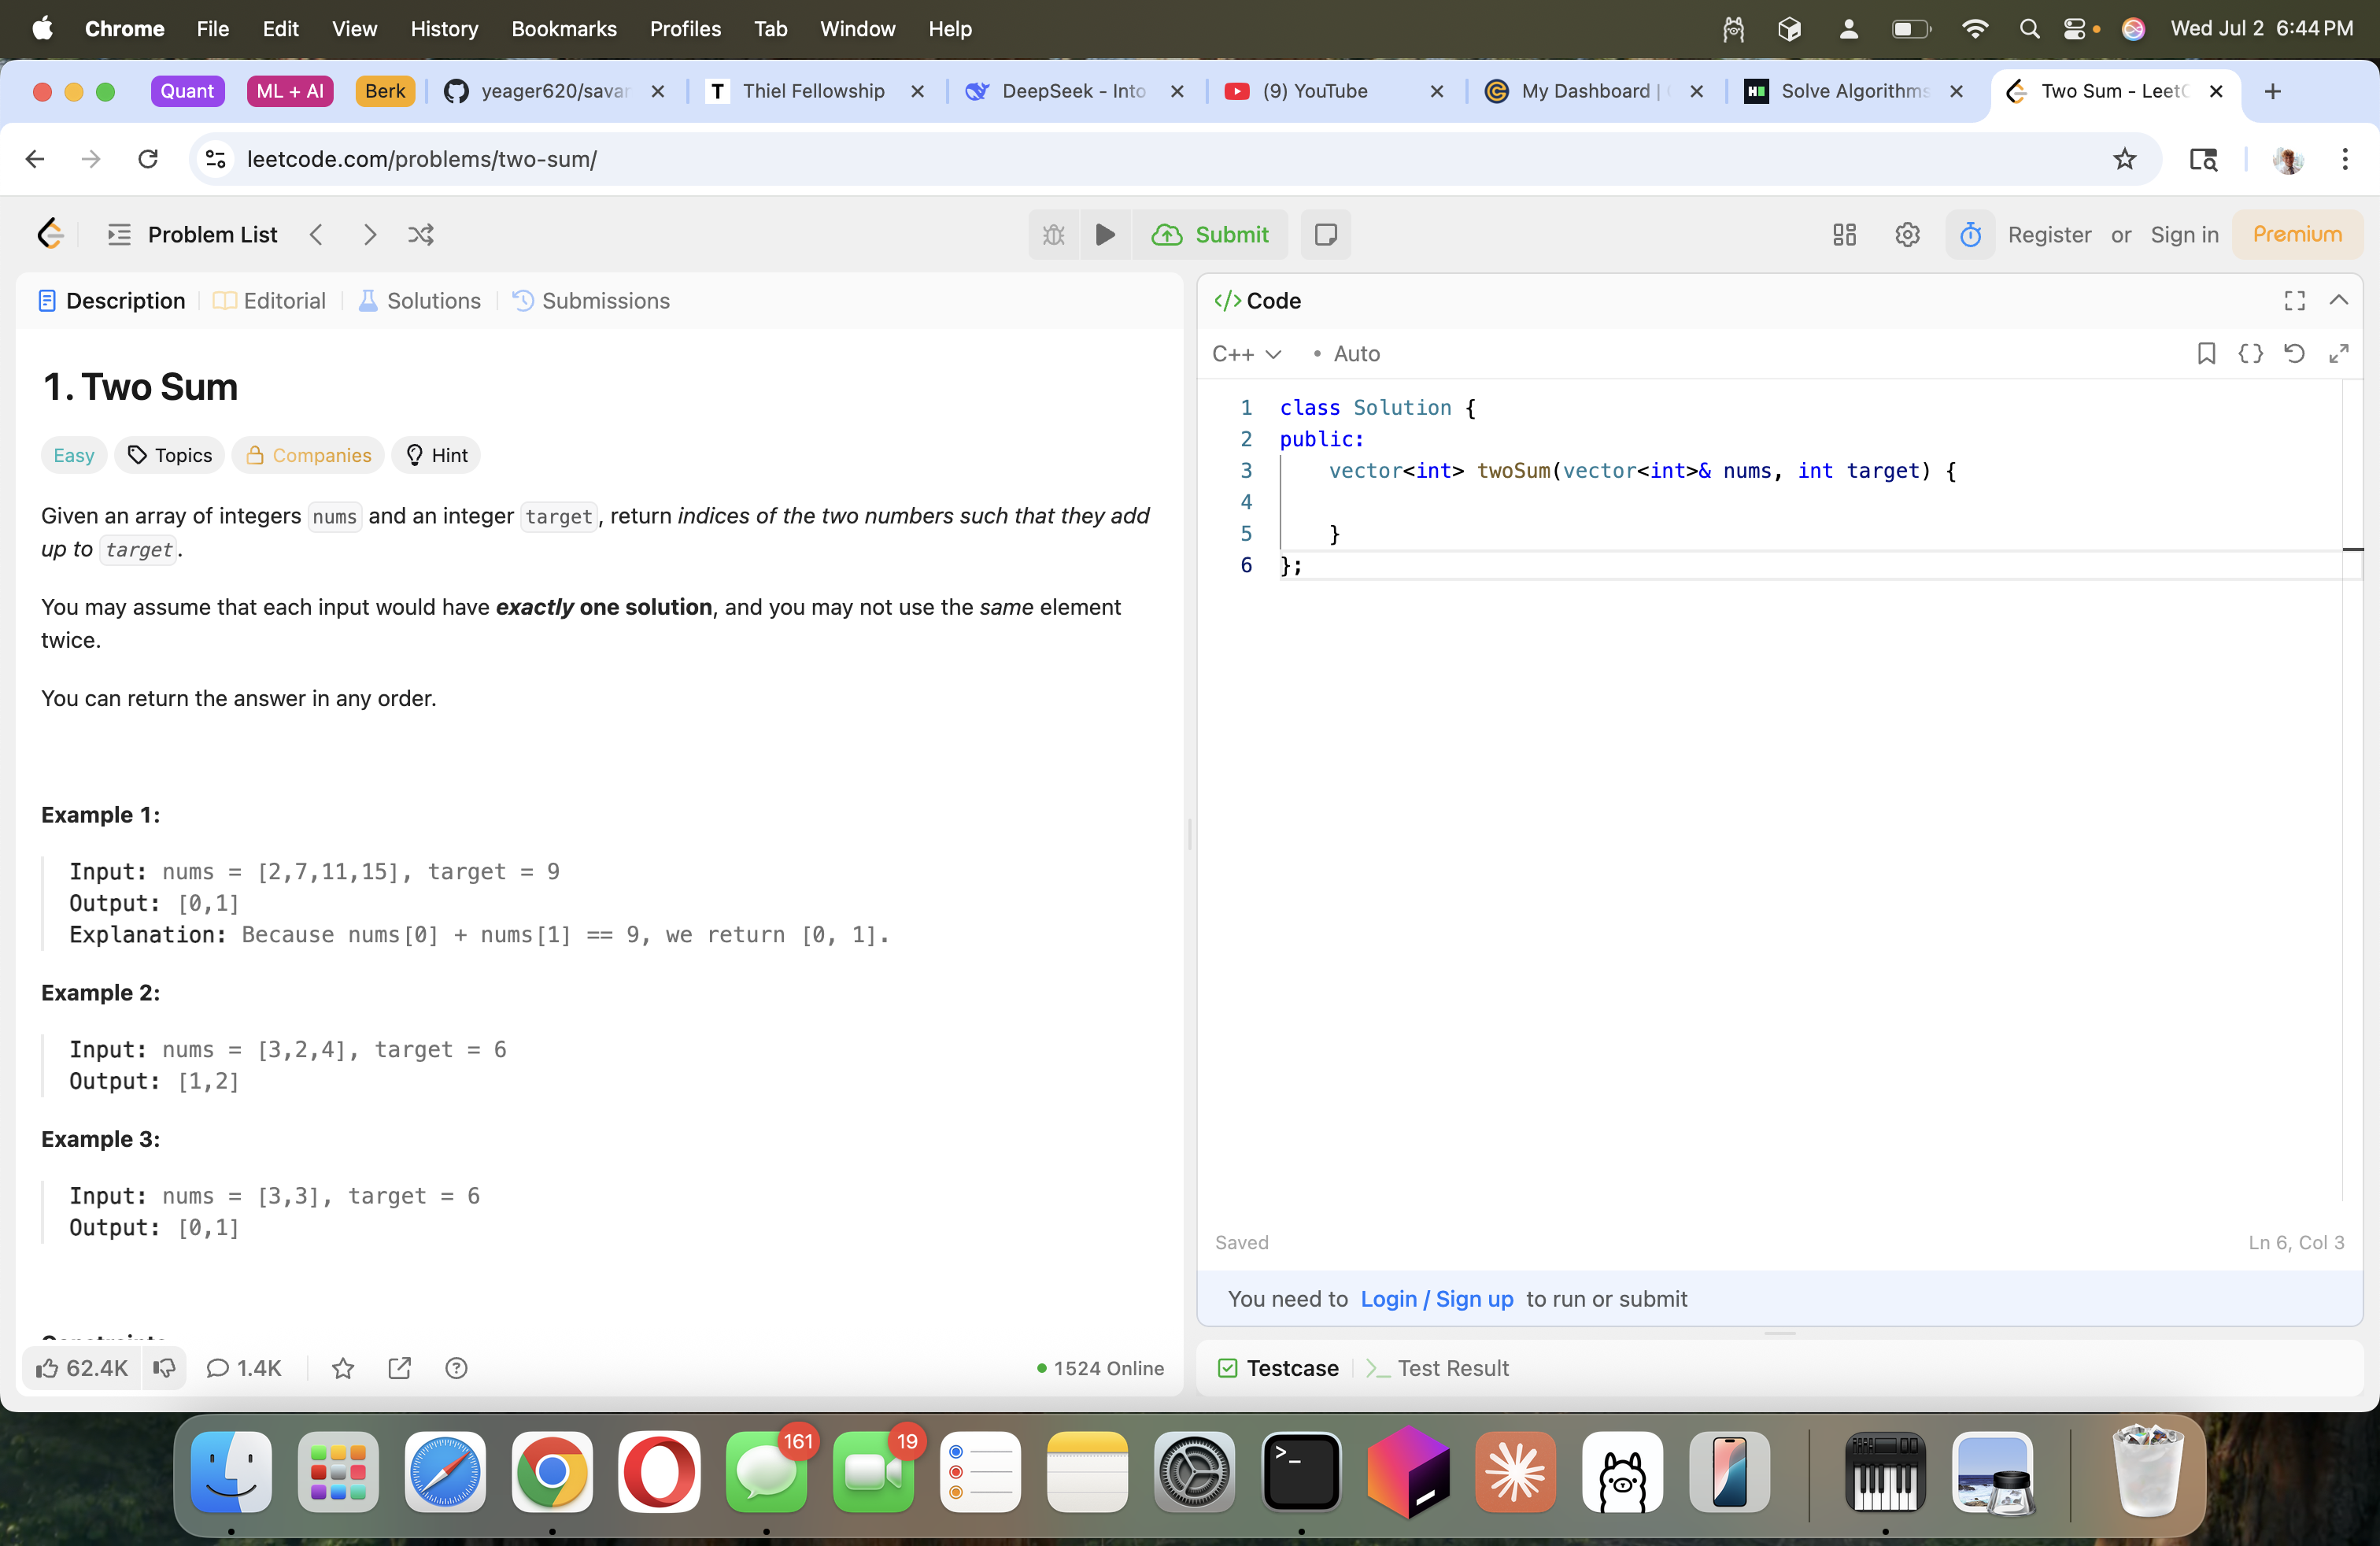 Chrome File Edit View History Bookmarks Profiles Tab Window Help Wed Jul 2 6:44 PM
Quant ML + AI Berk yeager620/savar Thiel Fellowship DeepSeek - Into (9) YouTube My Dashboard | Solve Algorithms Two Sum - LeetC
leetcode.com/problems/two-sum/
Problem List Submit Register or Sign in Premium
Description Editorial Solutions Submissions
1. Two Sum
Easy Topics Companies Hint
Given an array of integers nums and an integer target, return indices of the two numbers such that they add
up to target.
You may assume that each input would have exactly one solution, and you may not use the same element
twice.
You can return the answer in any order.
Example 1:
Input: nums = [2,7,11,15], target = 9
Output: [0,1]
Explanation: Because nums[0] + nums[1] == 9, we return [0, 1].
Example 2:
Input: nums = [3,2,4], target = 6
Output: [1,2]
Example 3:
Input: nums = [3,3], target = 6
Output: [0,1]
62.4K 1.4K 1524 Online
Code
C++ • Auto
1 class Solution {
2 public:
3 vector<int> twoSum(vector<int>& nums, int target) {
4
5 }
6 };
Saved Ln 6, Col 3
You need to Login / Sign up to run or submit
Testcase Test Result
161 19